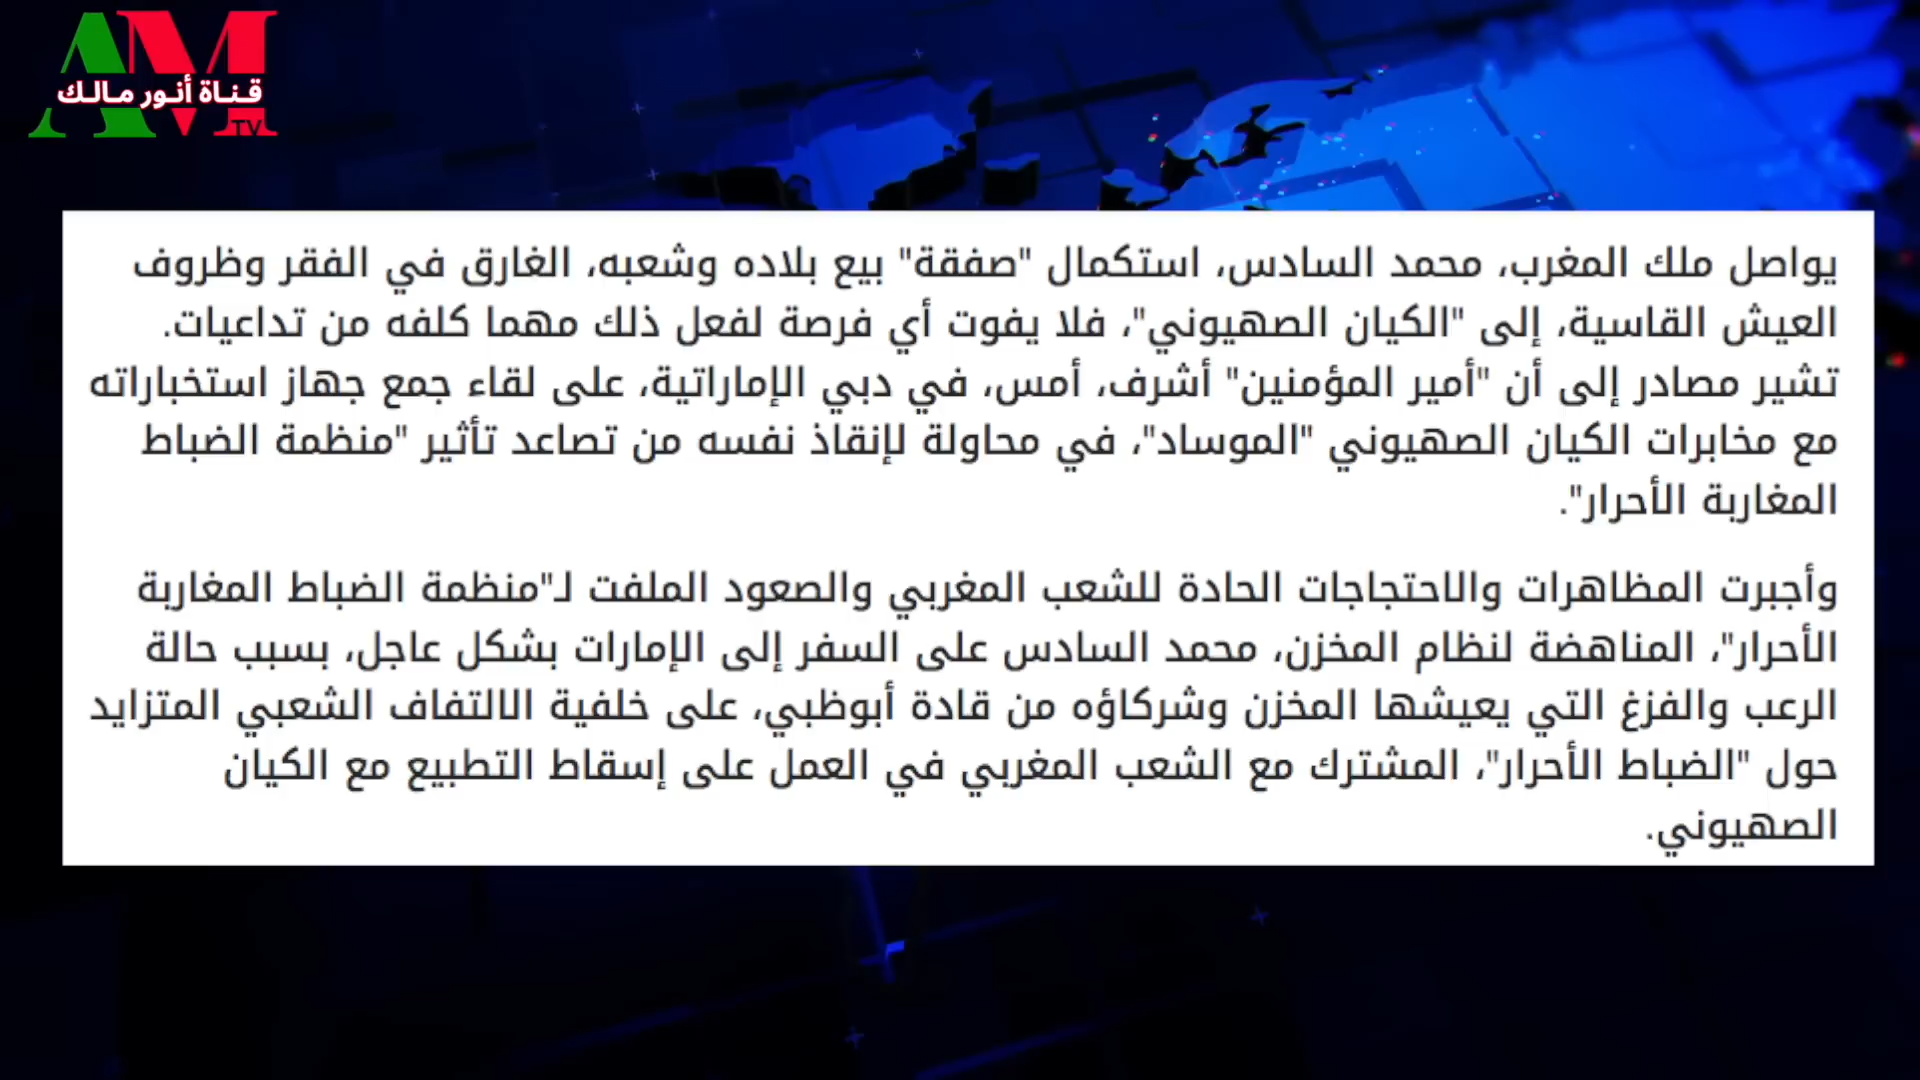 AM
قناة أنور مالك
TV
يواصل ملك المغرب، محمد السادس، استكمال "صفقة" بيع بلاده وشعبه، الغارق في الفقر وظروف
العيش القاسية، إلى "الكيان الصهيوني"، فلا يفوت أي فرصة لفعل ذلك مهما كلفه من تداعيات.
تشير مصادر إلى أن "أمير المؤمنين" أشرف، أمس، في دبي الإماراتية، على لقاء جمع جهاز استخباراته
مع مخابرات الكيان الصهيوني "الموساد"، في محاولة لإنقاذ نفسه من تصاعد تأثير "منظمة الضباط
المغاربة الأحرار".
وأجبرت المظاهرات والاحتجاجات الحادة للشعب المغربي والصعود الملفت لـ"منظمة الضباط المغاربة
الأحرار"، المناهضة لنظام المخزن، محمد السادس على السفر إلى الإمارات بشكل عاجل، بسبب حالة
الرعب والفزغ التي يعيشها المخزن وشركاؤه من قادة أبوظبي، على خلفية الالتفاف الشعبي المتزايد
حول "الضباط الأحرار"، المشترك مع الشعب المغربي في العمل على إسقاط التطبيع مع الكيان
الصهيوني.